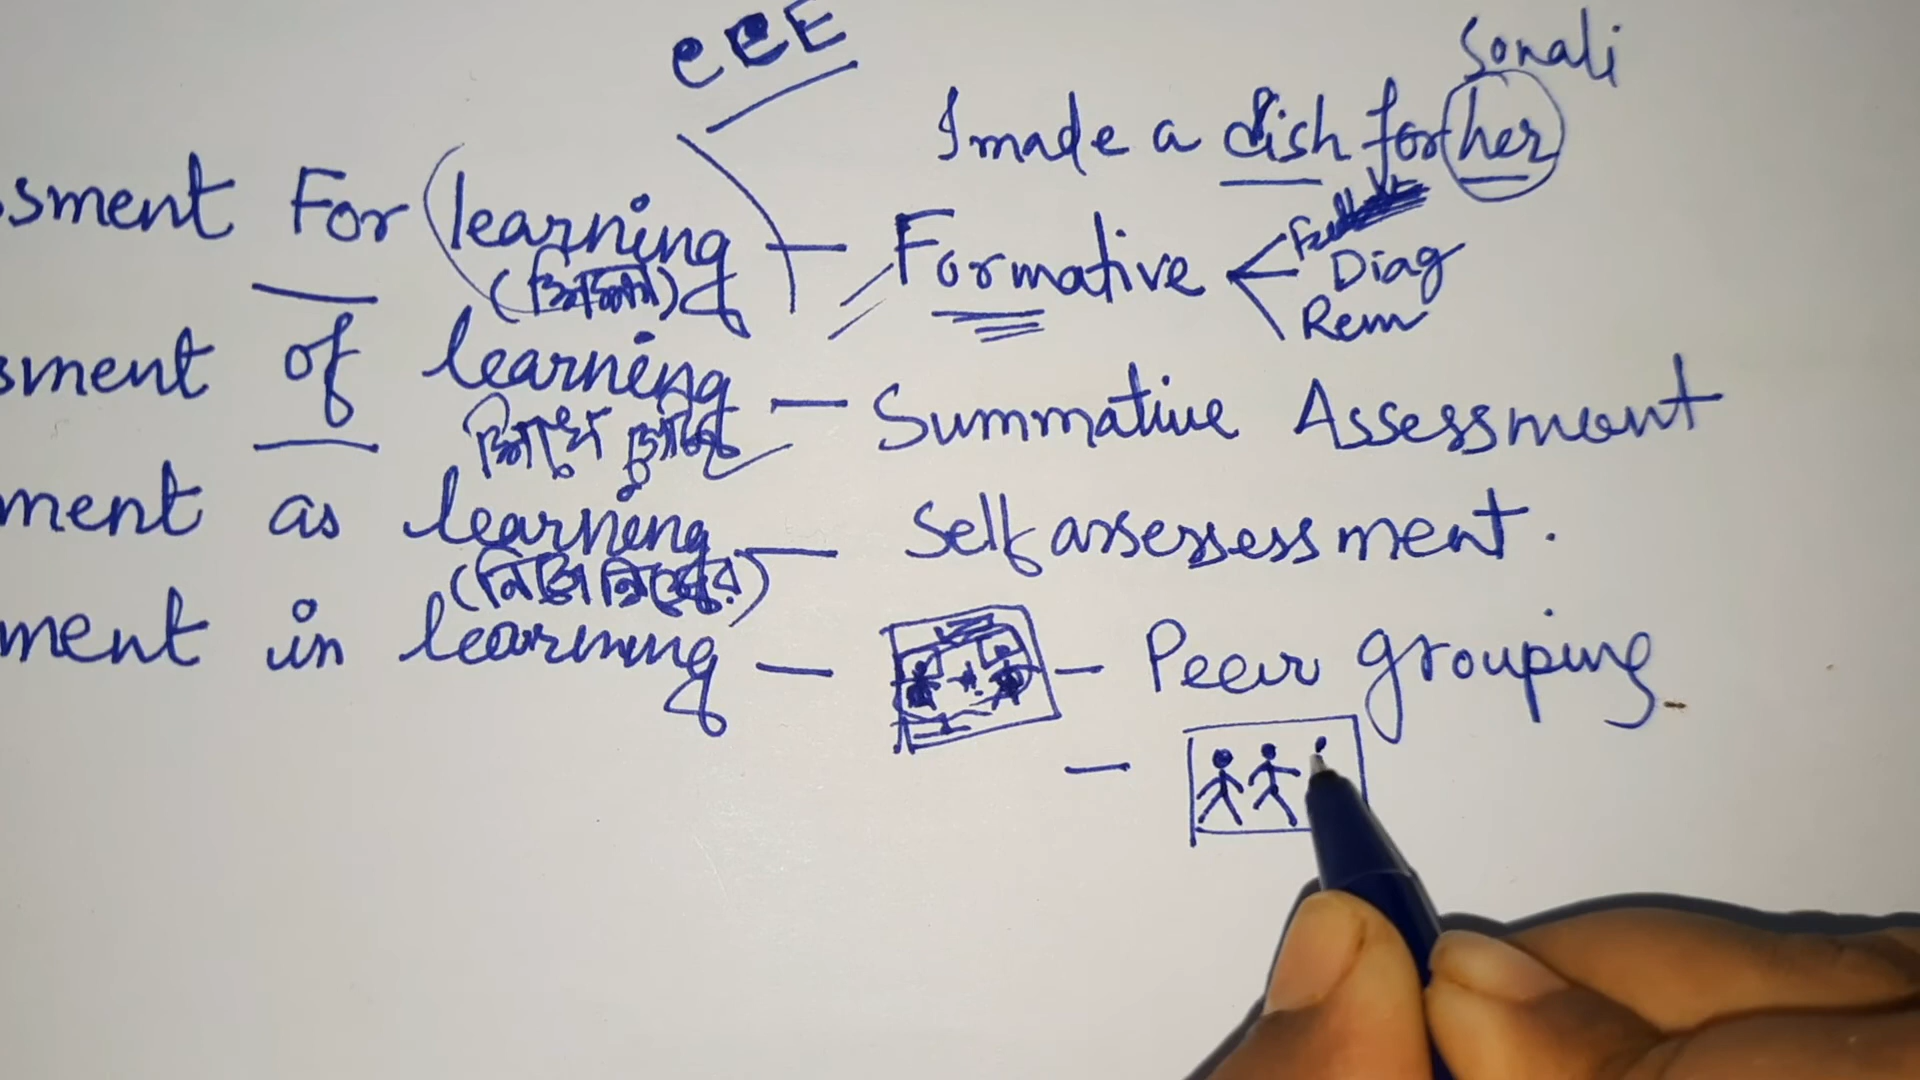 CCE
Sonali
I made a dish for her
ssment For learning — Formative
Diag
Rem
sment of learning — Summative Assessment
শিখে
ment as learning — Self assessessment.
(নিজে নিজের)
ment in learning — Peer grouping